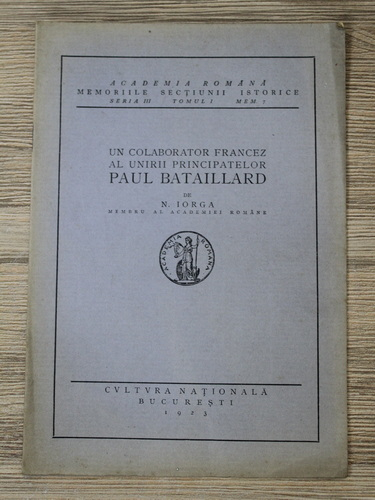 ACADEMIA ROMÂNĂ
MEMORIILE SECȚIUNII ISTORICE
SERIA III TOMUL I MEM. 7
UN COLABORATOR FRANCEZ
AL UNIRII PRINCIPATELOR
PAUL BATAILLARD
DE
N. IORGA
MEMBRU AL ACADEMIEI ROMÂNE
ACADEMIA ROMANA
CVLTVRA NAȚIONALĂ
BUCUREȘTI
1923